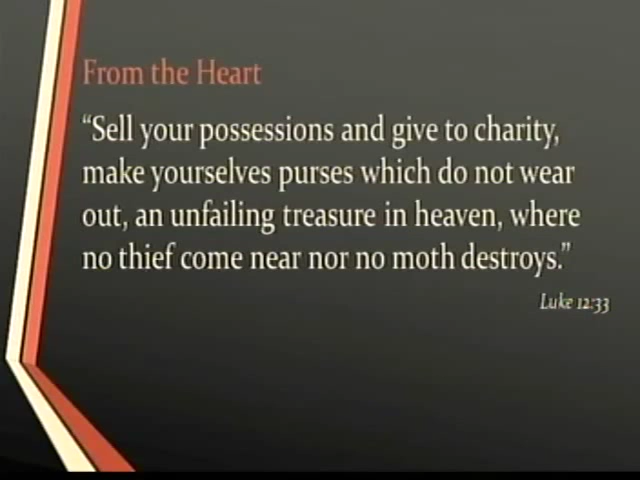 From the Heart
“Sell your possessions and give to charity,
make yourselves purses which do not wear
out, an unfailing treasure in heaven, where
no thief come near nor no moth destroys.”
Luke 12:33